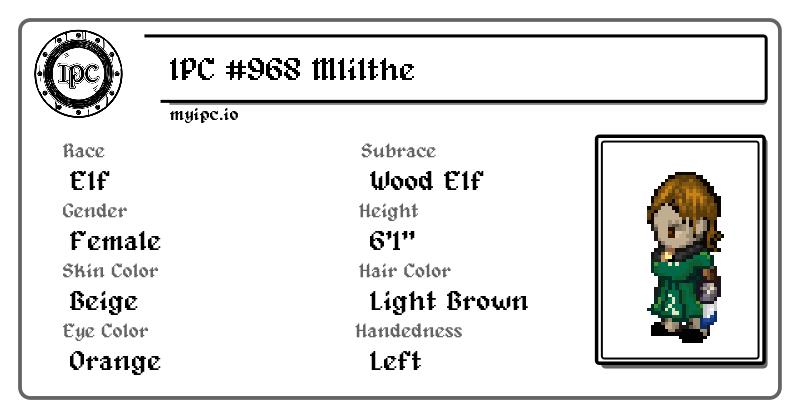 IPC
IPC #968 Mlilthe
myipc.io
Race
Elf
Subrace
Wood Elf
Gender
Female
Height
6'1"
Skin Color
Beige
Hair Color
Light Brown
Eye Color
Orange
Handedness
Left